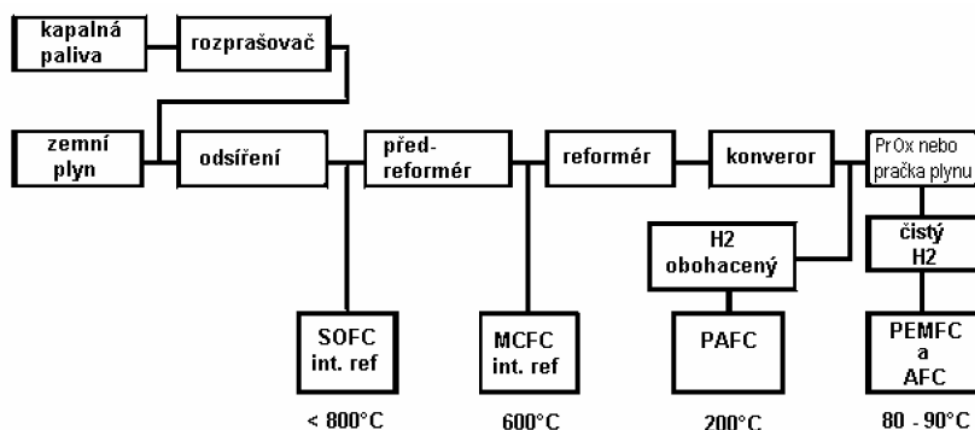 kapalná
paliva
rozprašovač
zemní
plyn
odsíření
před-
reformér
reformér
konveror
PrOx nebo
pračka plynu
H2
obohacený
čistý
H2
SOFC
int. ref
MCFC
int. ref
PAFC
PEMFC
a
AFC
< 800°C
600°C
200°C
80 - 90°C